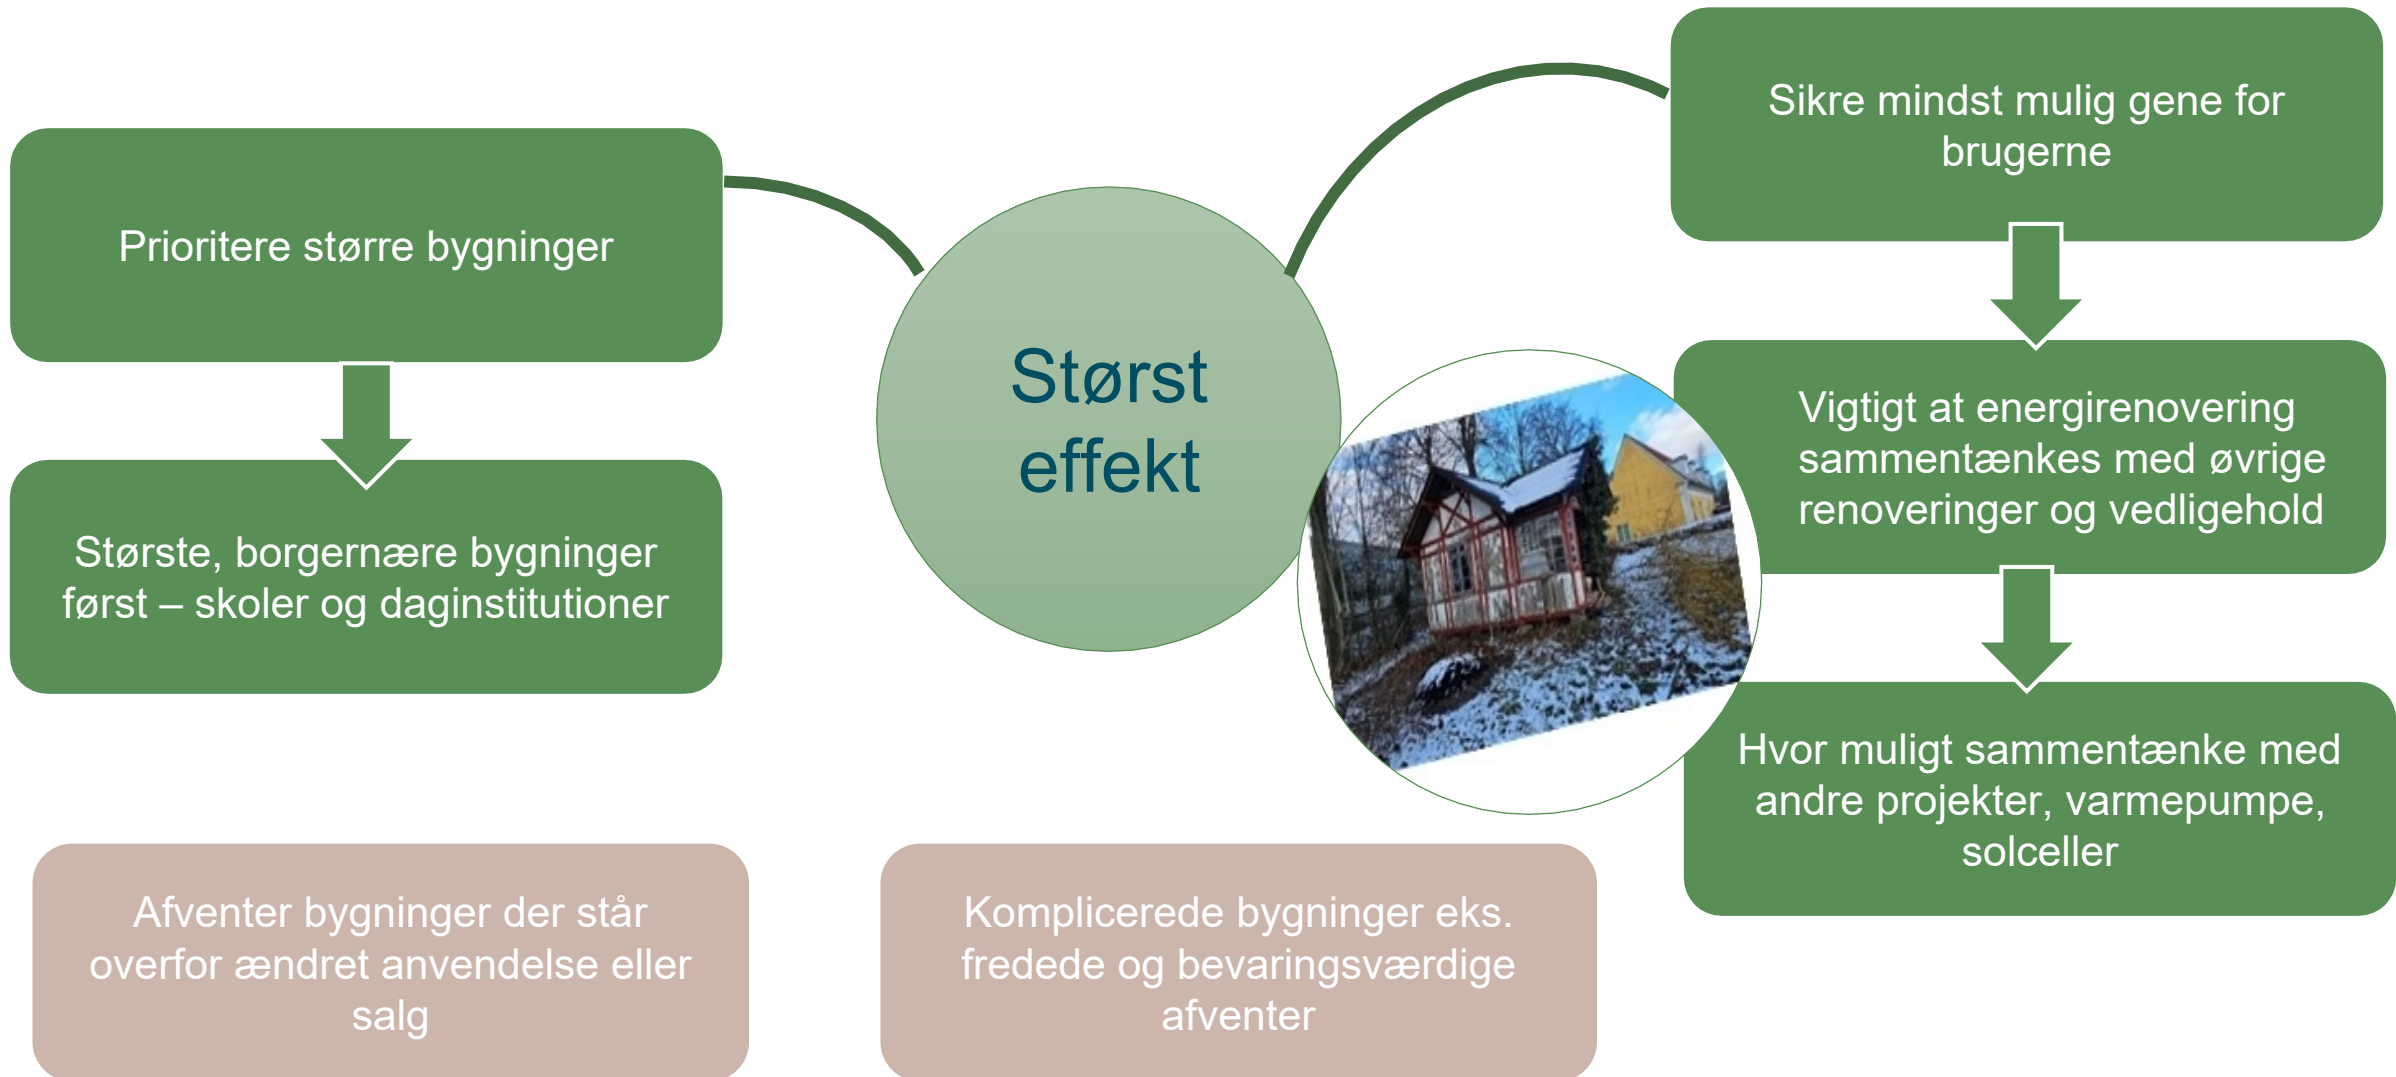 Prioritere større bygninger
Største, borgernære bygninger
først – skoler og daginstitutioner
Størst
effekt
Sikre mindst mulig gene for
brugerne
Vigtigt at energirenovering
sammentænkes med øvrige
renoveringer og vedligehold
Hvor muligt sammentænke med
andre projekter, varmepumpe,
solceller
Afventer bygninger der står
overfor ændret anvendelse eller
salg
Komplicerede bygninger eks.
fredede og bevaringsværdige
afventer